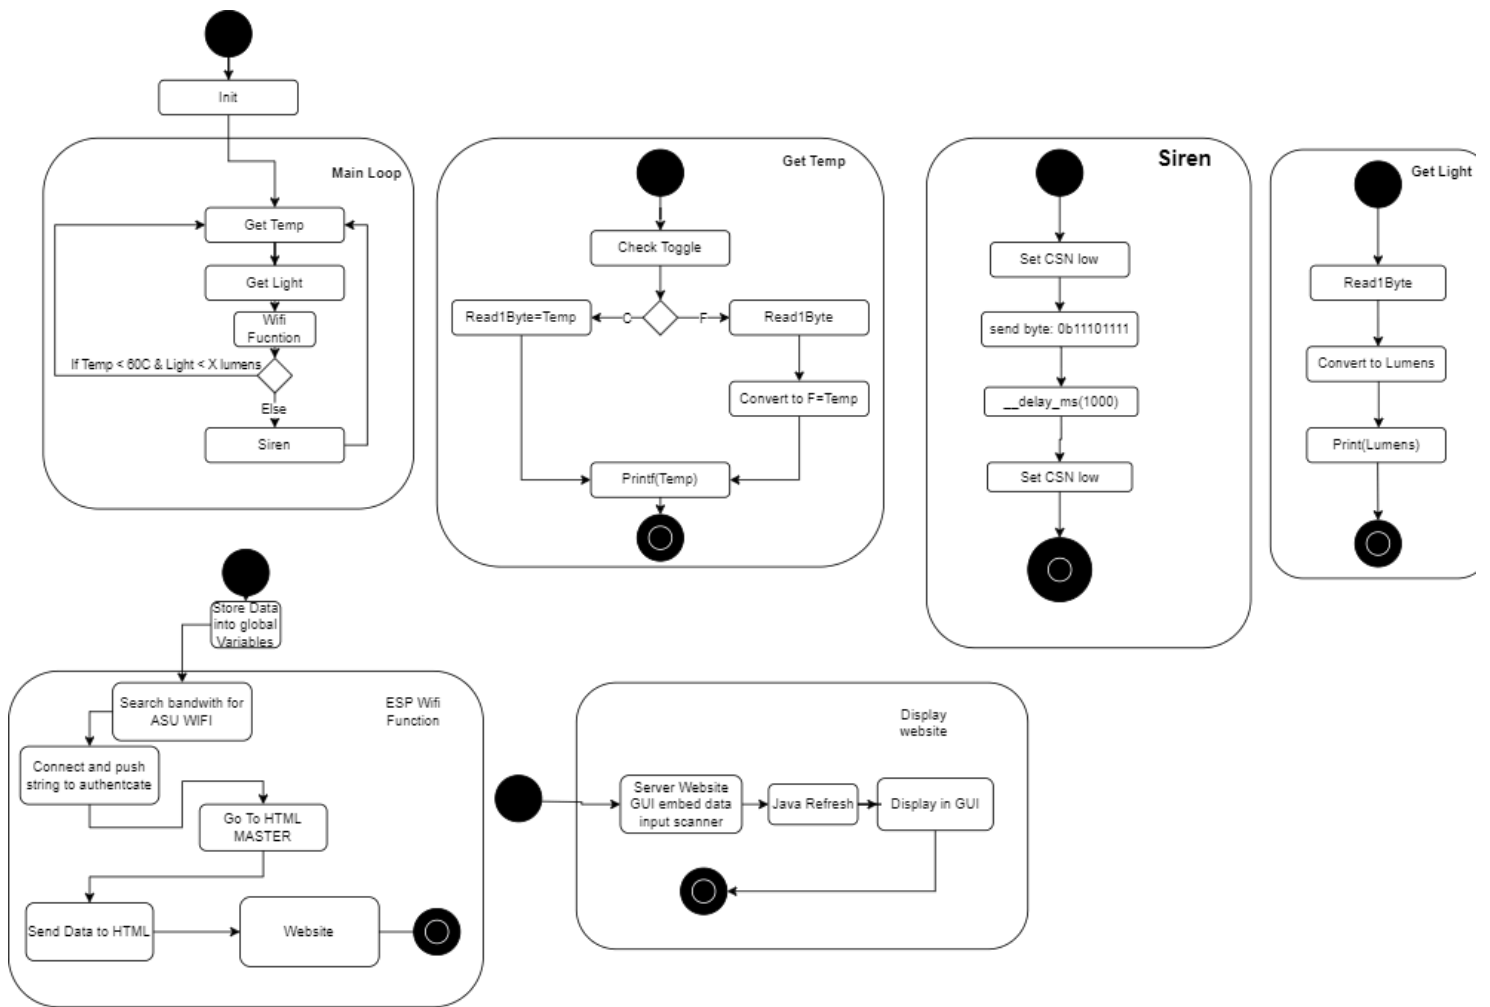 Init
Main Loop
Get Temp
Get Light
Wifi
Fucntion
If Temp < 60C & Light < X lumens
Else
Siren
Get Temp
Check Toggle
Read1Byte=Temp
C
F
Read1Byte
Convert to F=Temp
Printf(Temp)
Siren
Set CSN low
send byte: 0b11101111
__delay_ms(1000)
Set CSN low
Get Light
Read1Byte
Convert to Lumens
Print(Lumens)
Store Data
into global
Variables
ESP Wifi
Function
Search bandwith for
ASU WIFI
Connect and push
string to authentcate
Go To HTML
MASTER
Send Data to HTML
Website
Display
website
Server Website
GUI embed data
input scanner
Java Refresh
Display in GUI